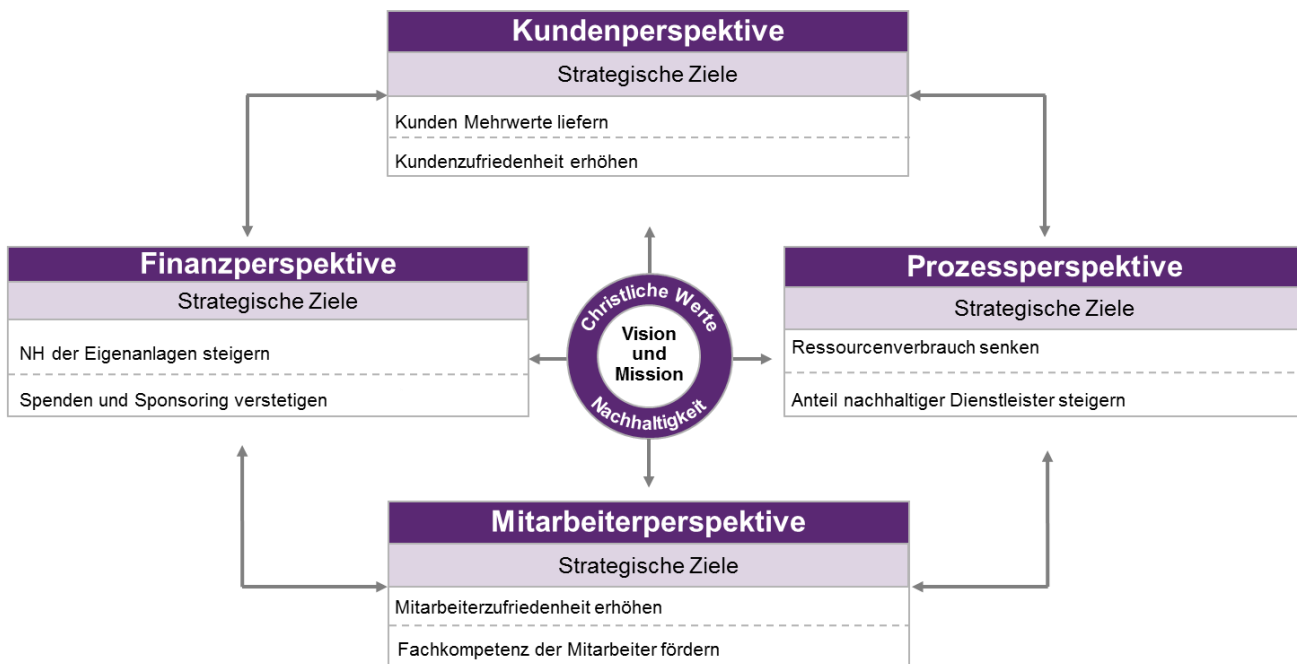 Kundenperspektive
Strategische Ziele
Kunden Mehrwerte liefern
Kundenzufriedenheit erhöhen
Finanzperspektive
Strategische Ziele
NH der Eigenanlagen steigern
Spenden und Sponsoring verstetigen
Christliche Werte
Vision
und
Mission
Nachhaltigkeit
Prozessperspektive
Strategische Ziele
Ressourcenverbrauch senken
Anteil nachhaltiger Dienstleister steigern
Mitarbeiterperspektive
Strategische Ziele
Mitarbeiterzufriedenheit erhöhen
Fachkompetenz der Mitarbeiter fördern